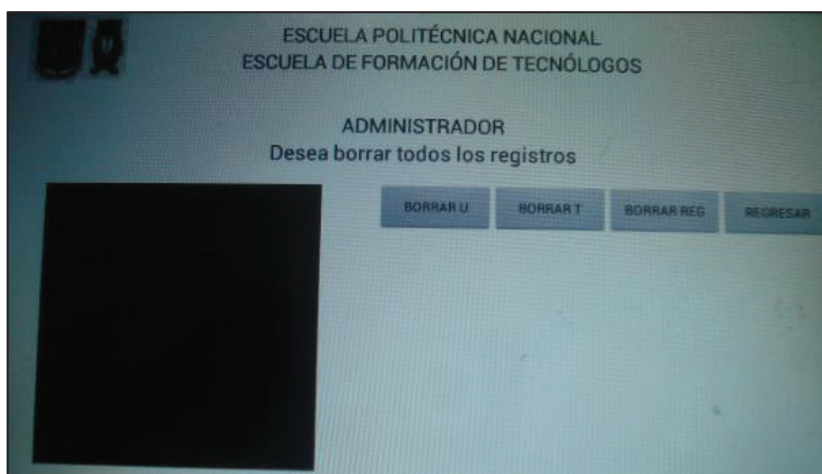 ESCUELA POLITÉCNICA NACIONAL
ESCUELA DE FORMACIÓN DE TECNÓLOGOS
ADMINISTRADOR
Desea borrar todos los registros
BORRAR U
BORRAR T
BORRAR REG
REGRESAR